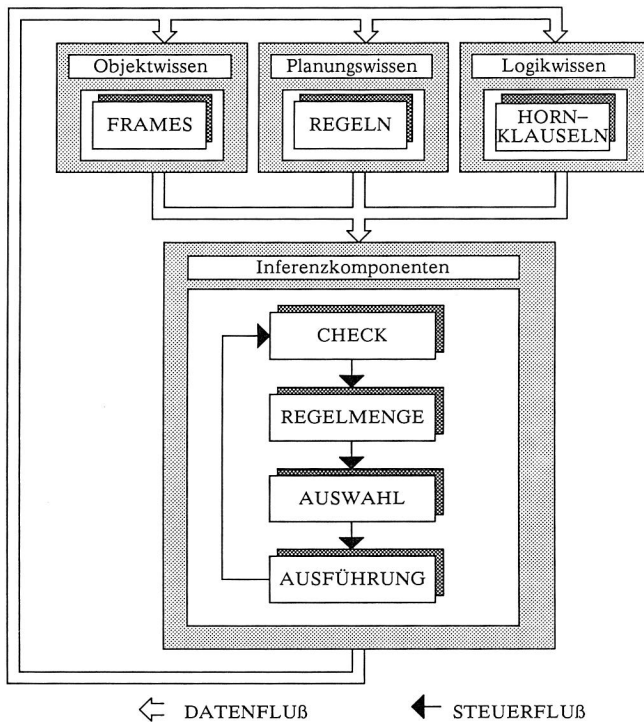 Objektwissen
Planungswissen
Logikwissen
FRAMES
REGELN
HORN–
KLAUSELN
Inferenzkomponenten
CHECK
REGELMENGE
AUSWAHL
AUSFÜHRUNG
DATENFLUß
STEUERFLUß